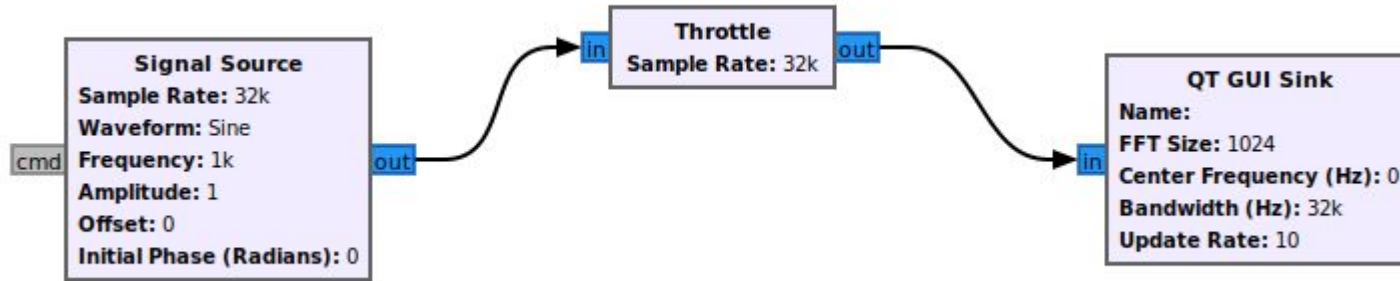 Signal Source
Sample Rate: 32k
Waveform: Sine
cmd
Frequency: 1k
out
Amplitude: 1
Offset: 0
Initial Phase (Radians): 0
in
Throttle
Sample Rate: 32k
out
in
QT GUI Sink
Name:
FFT Size: 1024
Center Frequency (Hz): 0
Bandwidth (Hz): 32k
Update Rate: 10